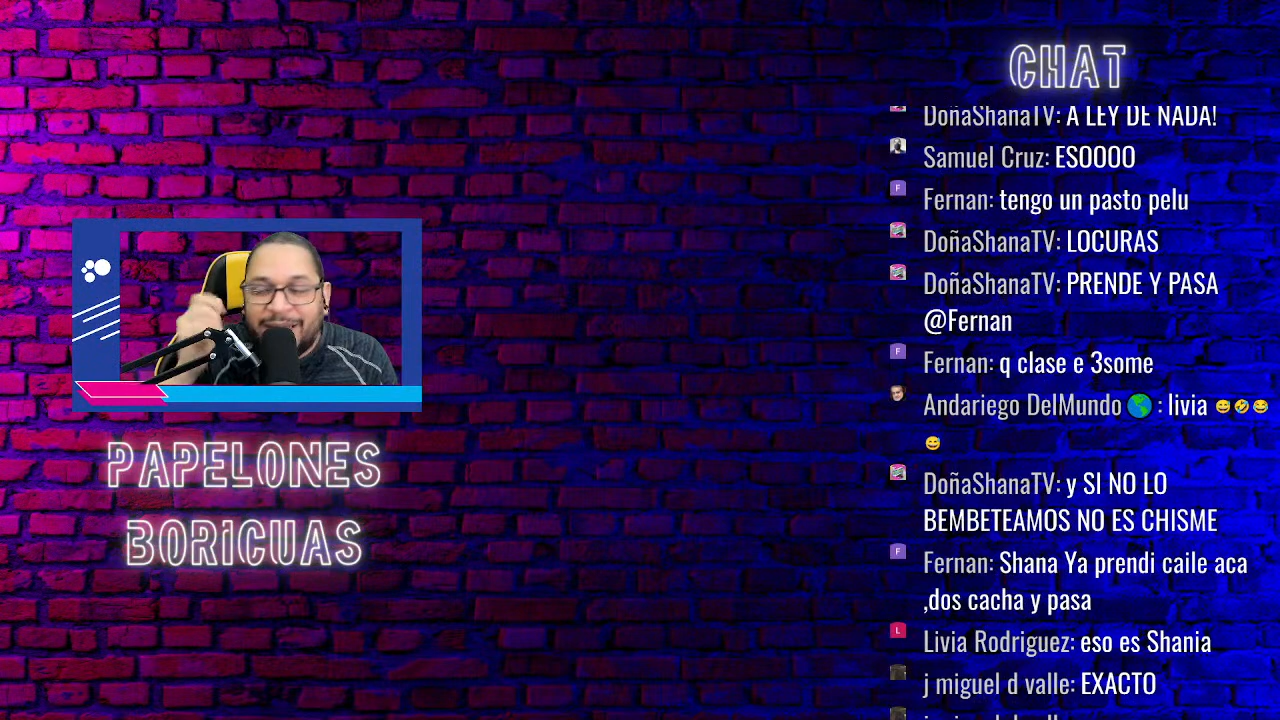 CHAT
DoñaShanaTV: A LEY DE NADA!
Samuel Cruz: ESOOOO
F
Fernan: tengo un pasto pelu
DoñaShanaTV: LOCURAS
DoñaShanaTV: PRENDE Y PASA
@Fernan
F
Fernan: q clase e 3some
Andariego DelMundo 🌎 : livia 😅🤣😂
😅
DoñaShanaTV: y SI NO LO
BEMBETEAMOS NO ES CHISME
F
Fernan: Shana Ya prendi caile aca
,dos cacha y pasa
L
Livia Rodriguez: eso es Shania
j miguel d valle: EXACTO
PAPELONES
BORICUAS